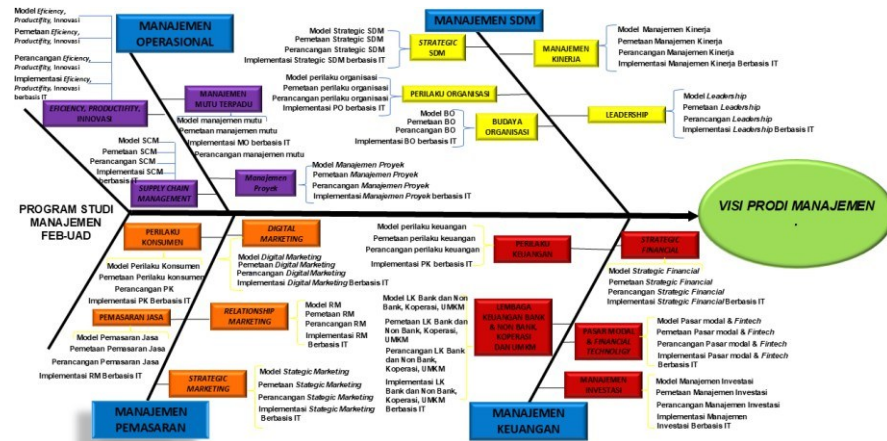 Model Eficiency,
Productifity, Innovasi
Pemetaan Eficiency,
Productifity, Innovasi
Perancangan Eficiency,
Productifity, Innovasi
Implementasi Eficiency,
Productifity, Innovasi
berbasis IT
MANAJEMEN
OPERASIONAL
EFICIENCY, PRODUCTIFITY,
INNOVASI
MANAJEMEN
MUTU TERPADU
Model manajemen mutu
Pemetaan manajemen mutu
Implementasi MO berbasis IT
Perancangan manajemen mutu
Model SCM
Pemetaan SCM
Perancangan SCM
Implementasi SCM
berbasis IT
SUPPLY CHAIN
MANAGEMENT
Manajemen
Proyek
Model Manajemen Proyek
Pemetaan Manajemen Proyek
Perancangan Manajemen Proyek
Implementasi Manajemen Proyek berbasis IT
MANAJEMEN SDM
Model Strategic SDM
Pemetaan Strategic SDM
Perancangan Strategic SDM
Implementasi Strategic SDM berbasis IT
STRATEGIC
SDM
MANAJEMEN
KINERJA
Model Manajemen Kinerja
Pemetaan Manajemen Kinerja
Perancangan Manajemen Kinerja
Implementasi Manajemen Kinerja Berbasis IT
Model perilaku organisasi
Pemetaan perilaku organisasi
Perancangan perilaku organisasi
Implementasi PO berbasis IT
PERILAKU ORGANISASI
Model BO
Pemetaan BO
Perancangan BO
Implementasi BO berbasis IT
BUDAYA
ORGANISASI
LEADERSHIP
Model Leadership
Pemetaan Leadership
Perancangan Leadership
Implementasi Leadership Berbasis IT
PROGRAM STUDI
MANAJEMEN
FEB-UAD
VISI PRODI MANAJEMEN
.
PERILAKU
KONSUMEN
Model Perilaku Konsumen
Pemetaan Perilaku konsumen
Perancangan PK
Implementasi PK Berbasis IT
DIGITAL
MARKETING
Model Digital Marketing
Pemetaan Digital Marketing
Perancangan Digital Marketing
Implementasi Digital Marketing Berbasis IT
PEMASARAN JASA
Model Pemasaran Jasa
Pemetaan Pemasaran Jasa
Perancangan Pemasaran Jasa
Implementasi RM Berbasis IT
RELATIONSHIP
MARKETING
Model RM
Pemetaan RM
Perancangan RM
Implementasi RM
Berbasis IT
STRATEGIC
MARKETING
Model Stategic Marketing
Pemetaan Stategic Marketing
Perancangan Stategic Marketing
Implementasi Stategic Marketing
Berbasis IT
MANAJEMEN
PEMASARAN
Model perilaku keuangan
Pemetaan perilaku keuangan
Perancangan perilaku keuangan
Implementasi PK berbasis IT
PERILAKU
KEUANGAN
STRATEGIC
FINANCIAL
Model Strategic Financial
Pemetaan Strategic Financial
Perancangan Strategic Financial
Implementasi Strategic Financial Berbasis IT
Model LK Bank dan Non
Bank, Koperasi, UMKM
Pemetaan LK Bank dan
Non Bank, Koperasi,
UMKM
Perancangan LK Bank
dan Non Bank,
Koperasi, UMKM
Implementasi LK
Bank dan Non Bank,
Koperasi, UMKM
Berbasis IT
LEMBAGA
KEUANGAN BANK
& NON BANK,
KOPERASI
DAN UMKM
PASAR MODAL
& FINANCIAL
TECHNOLIGY
Model Pasar modal & Fintech
Pemetaan Pasar modal & Fintech
Perancangan Pasar modal & Fintech
Implementasi Pasar modal & Fintech
Berbasis IT
MANAJEMEN
INVESTASI
Model Manajemen Investasi
Pemetaan Manajemen Investasi
Perancangan Manajemen Investasi
Implementasi Manajemen
Investasi Berbasis IT
MANAJEMEN
KEUANGAN